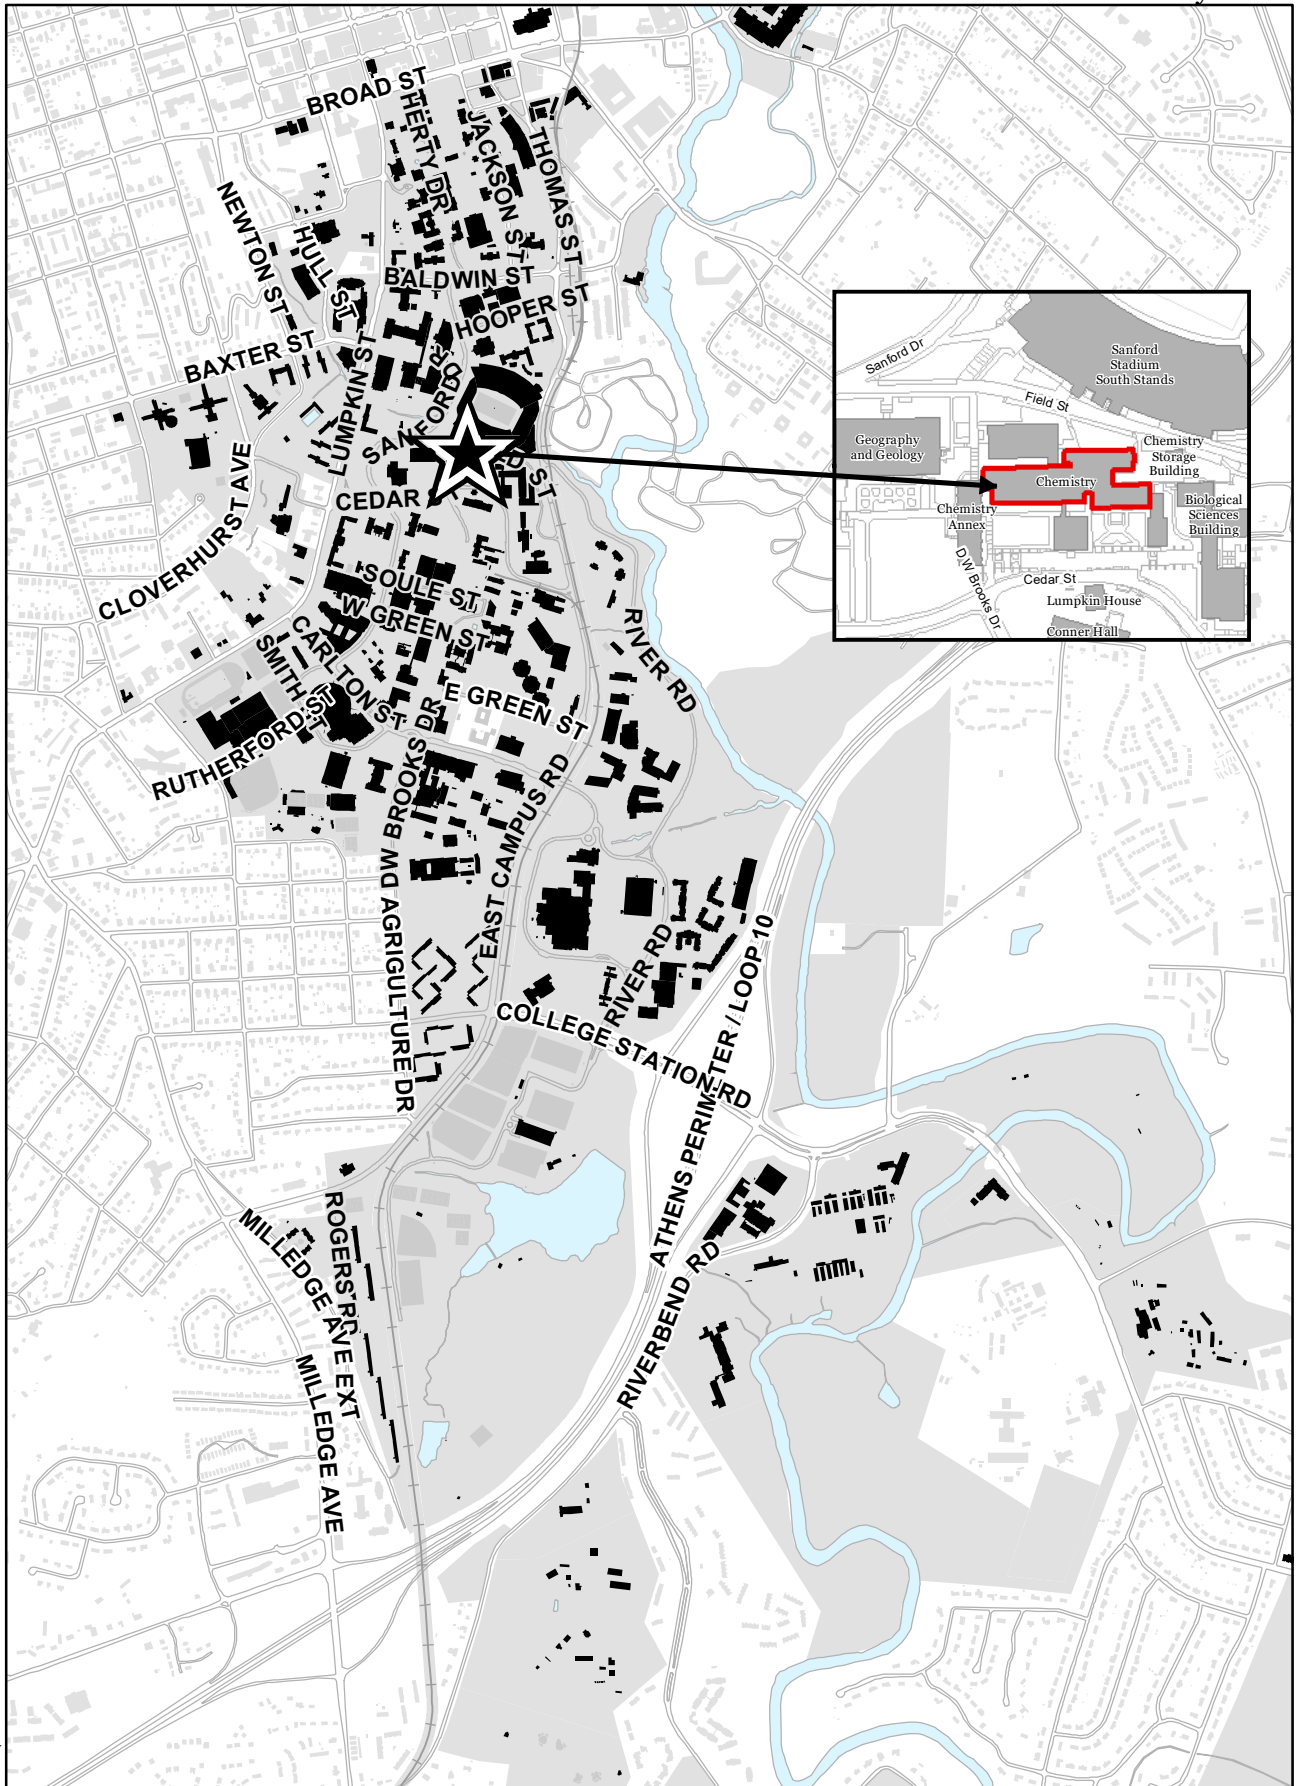 BROAD ST
HERTY DR
JACKSON ST
THOMAS ST
NEWTON ST
HULL ST
BALDWIN ST
HOOPER ST
BAXTER ST
LUMPKIN ST
SANFORD DR
CEDAR ST
CLOVERHURST AVE
SOULE ST
W GREEN ST
CARLTON ST
SMITH ST
RUTHERFORD ST
E GREEN ST
RIVER RD
DW BROOKS DR
EAST CAMPUS RD
AGRIGULTURE DR
RIVER RD
COLLEGE STATION RD
ATHENS PERIMETER / LOOP 10
RIVERBEND RD
ROGERS RD
MILLEDGE AVE EXT
MILLEDGE AVE
Sanford Dr
Sanford
Stadium
South Stands
Field St
Geography
and Geology
Chemistry
Storage
Building
Chemistry
Chemistry
Annex
Biological
Sciences
Building
D W Brooks Dr
Cedar St
Lumpkin House
Conner Hall